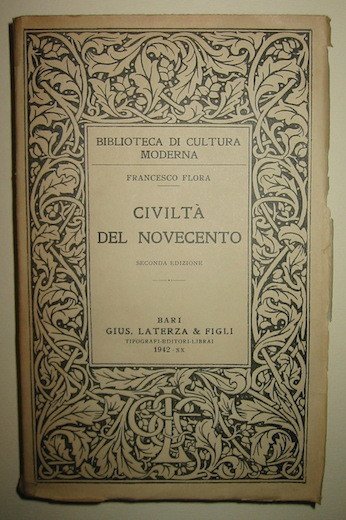 BIBLIOTECA DI CULTURA
MODERNA
FRANCESCO FLORA
CIVILTÀ
DEL NOVECENTO
SECONDA EDIZIONE
BARI
GIUS. LATERZA & FIGLI
TIPOGRAFI-EDITORI-LIBRAI
1942-XX